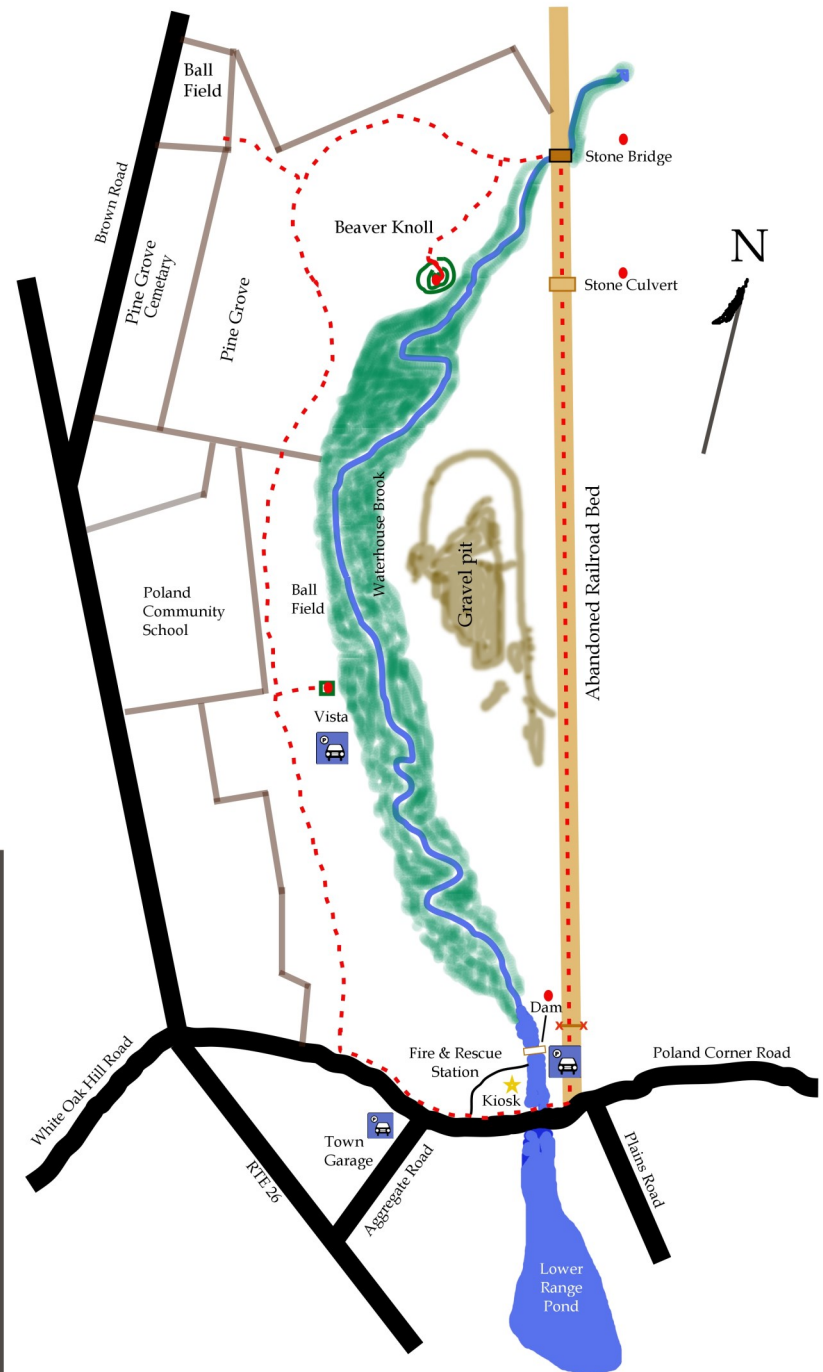 Ball
Field
Stone Bridge
Brown Road
Beaver Knoll
N
Pine Grove
Cemetary
Pine Grove
Stone Culvert
Waterhouse Brook
Gravel pit
Abandoned Railroad Bed
Poland
Community
School
Ball
Field
Vista
P
Dam
Fire & Rescue
Station
P
Poland Corner Road
White Oak Hill Road
Kiosk
P
Town
Garage
Aggregate Road
RTE 26
Plains Road
Lower
Range
Pond